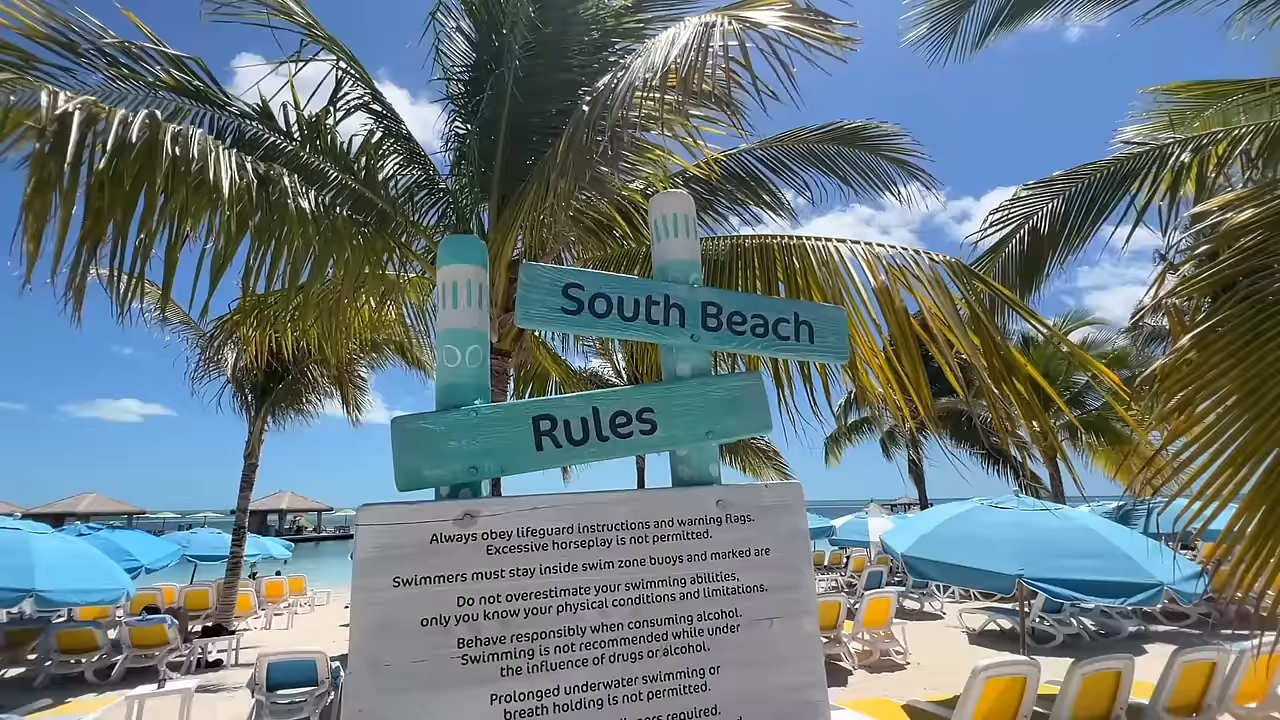 South Beach
Rules
Always obey lifeguard instructions and warning flags.
Excessive horseplay is not permitted.
Swimmers must stay inside swim zone buoys and marked are
Do not overestimate your swimming abilities,
only you know your physical conditions and limitations.
Behave responsibly when consuming alcohol.
Swimming is not recommended while under
the influence of drugs or alcohol.
Prolonged underwater swimming or
breath holding is not permitted.
required.